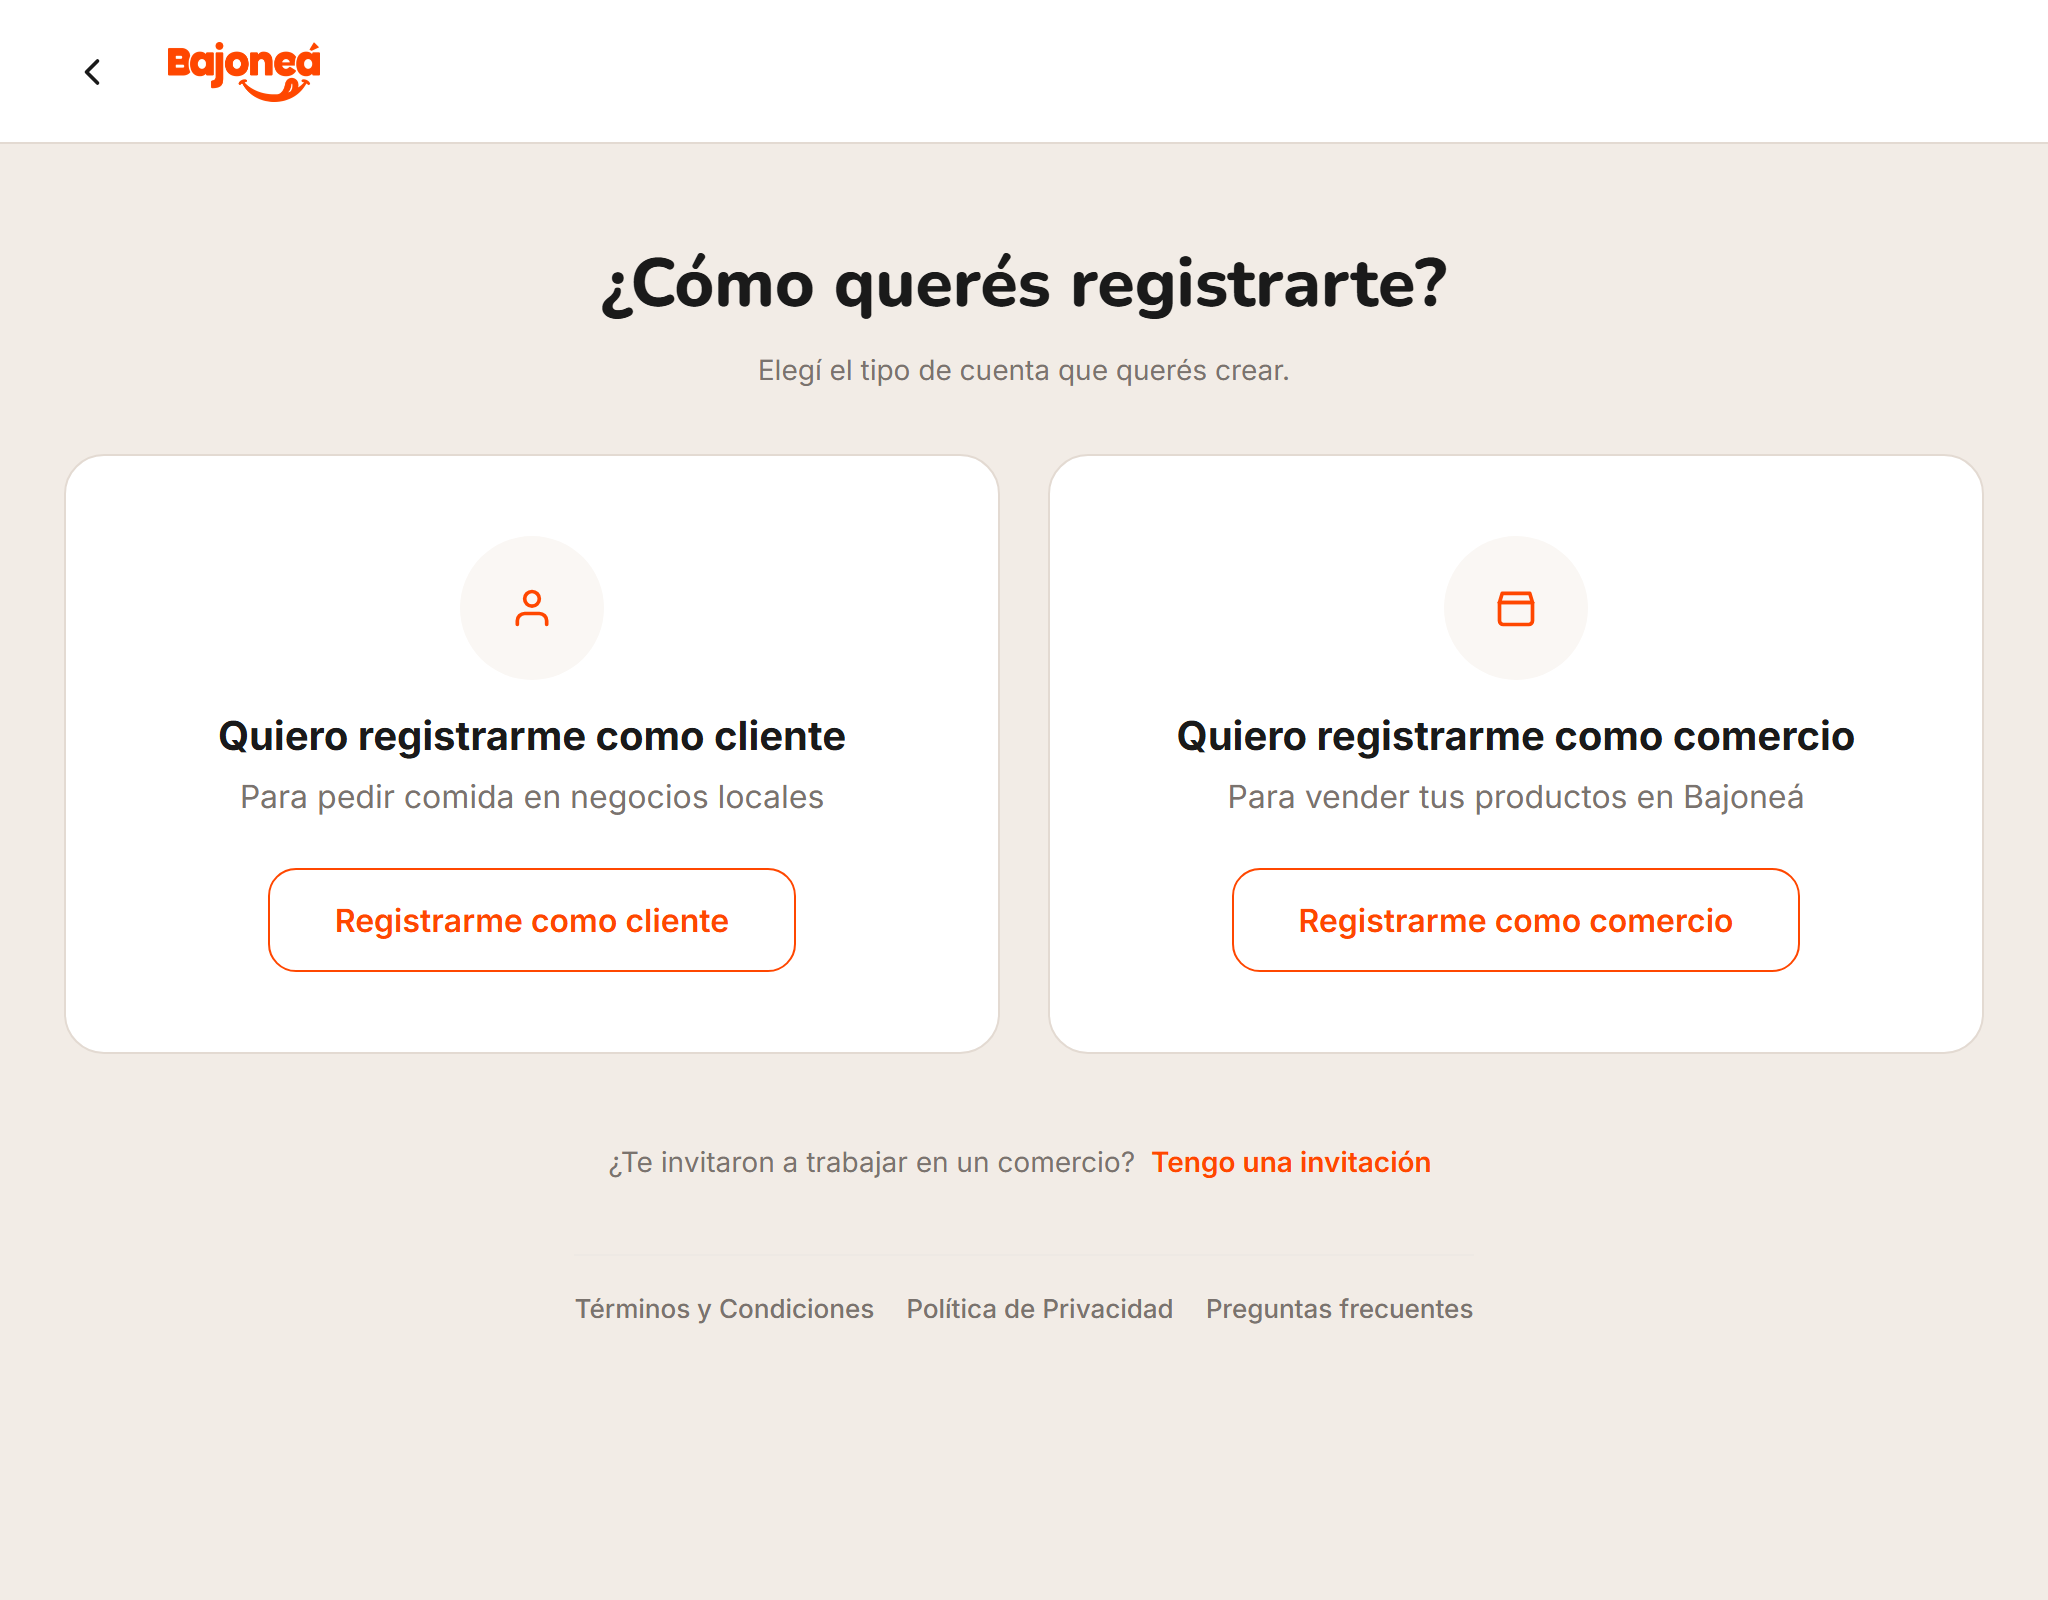 Bajoneá
¿Cómo querés registrarte?
Elegí el tipo de cuenta que querés crear.
Quiero registrarme como cliente
Para pedir comida en negocios locales
Registrarme como cliente
Quiero registrarme como comercio
Para vender tus productos en Bajoneá
Registrarme como comercio
¿Te invitaron a trabajar en un comercio? Tengo una invitación
Términos y Condiciones Política de Privacidad Preguntas frecuentes